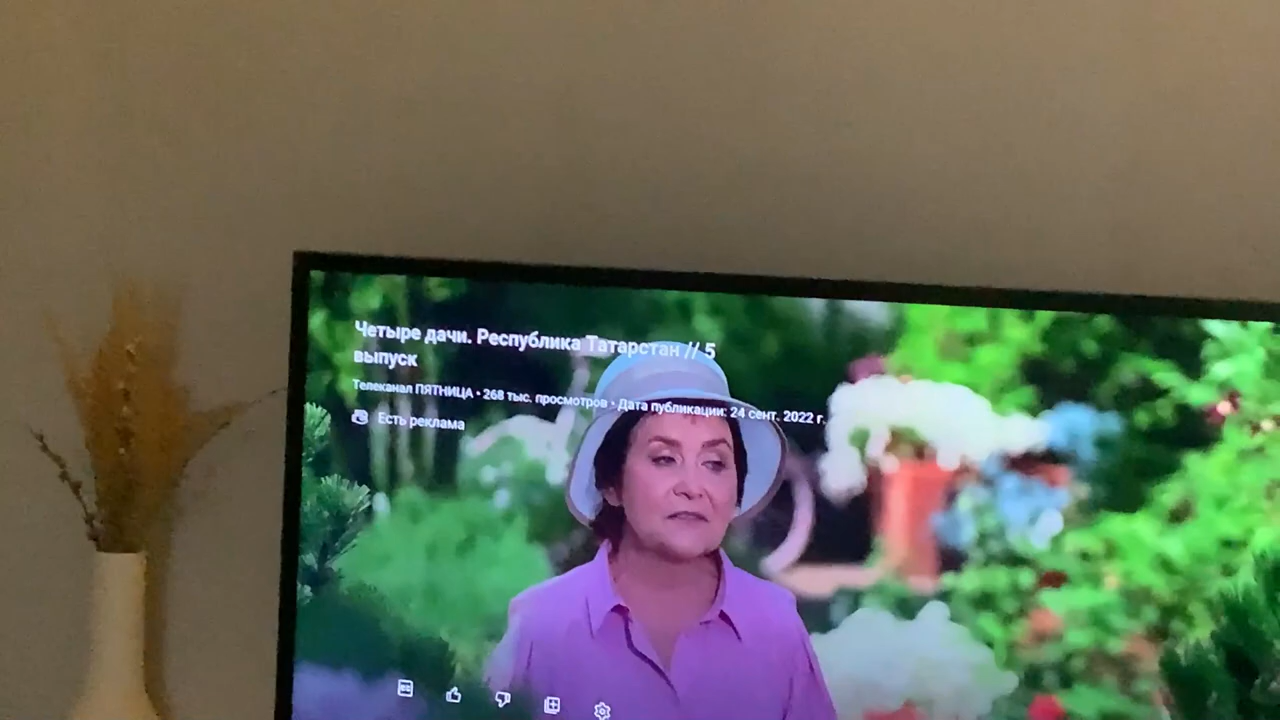 Четыре дачи. Республика Татарстан // 5
выпуск
Телеканал ПЯТНИЦА • 268 тыс. просмотров • Дата публикации: 24 сент. 2022 г.
Есть реклама